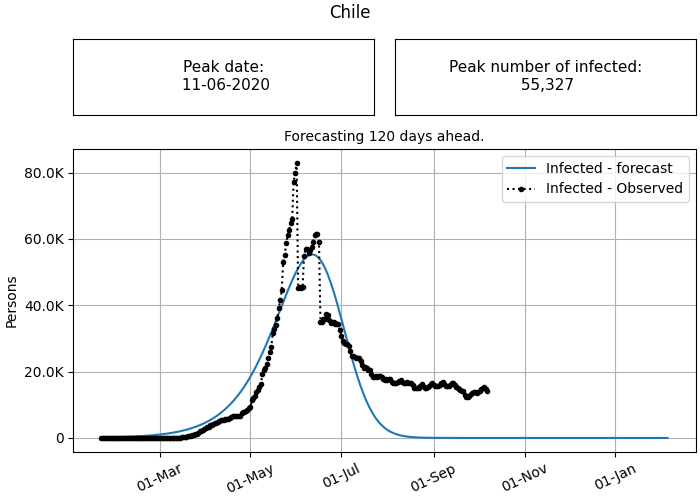 Chile
Peak date:
11-06-2020
Peak number of infected:
55,327
Forecasting 120 days ahead.
Infected - forecast
Infected - Observed
80.0K
60.0K
40.0K
20.0K
0
Persons
01-Mar
01-May
01-Jul
01-Sep
01-Nov
01-Jan